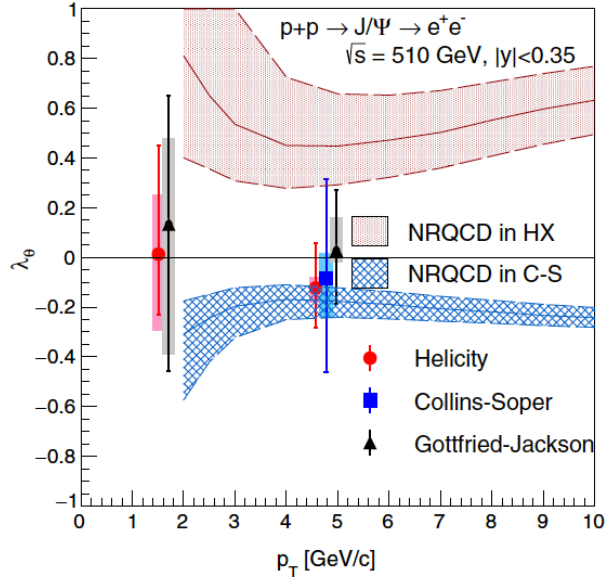 p+p → J/Ψ → e⁺e⁻
√s = 510 GeV, |y|<0.35
1
0.8
0.6
0.4
0.2
0
−0.2
−0.4
−0.6
−0.8
−1
λθ
NRQCD in HX
NRQCD in C-S
Helicity
Collins-Soper
Gottfried-Jackson
0 1 2 3 4 5 6 7 8 9 10
pT [GeV/c]